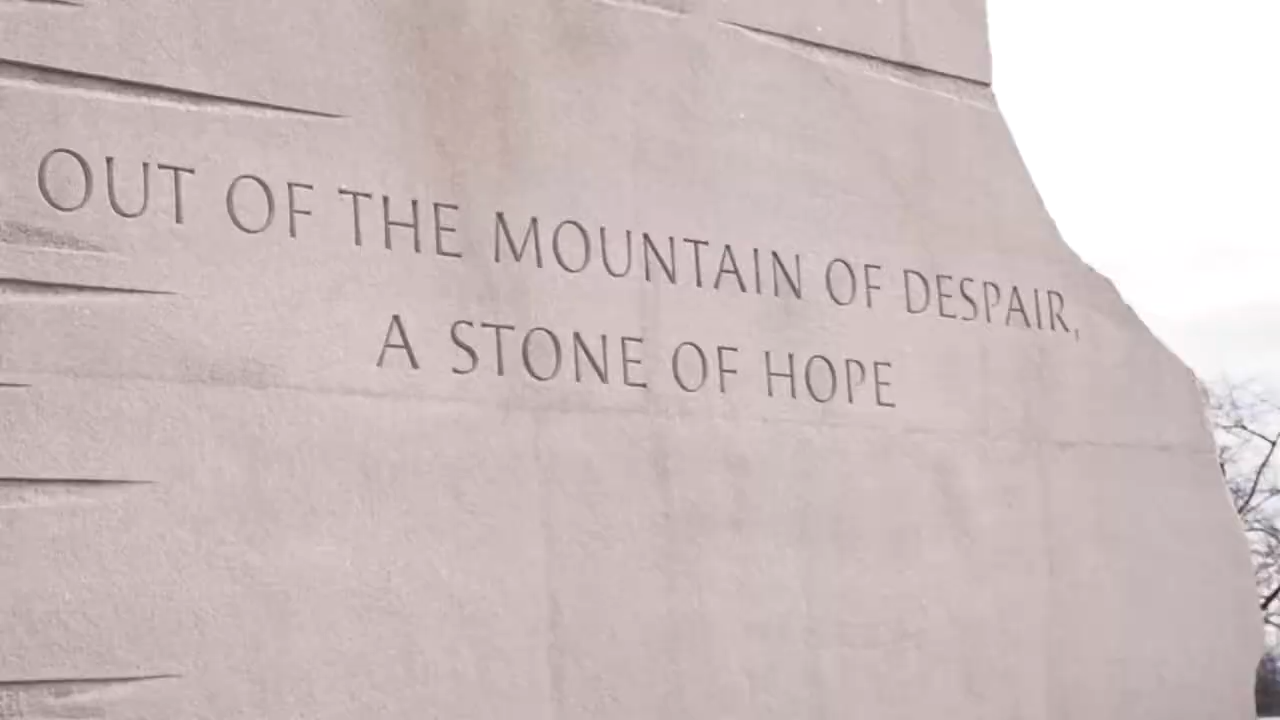 OUT OF THE MOUNTAIN OF DESPAIR,
A STONE OF HOPE